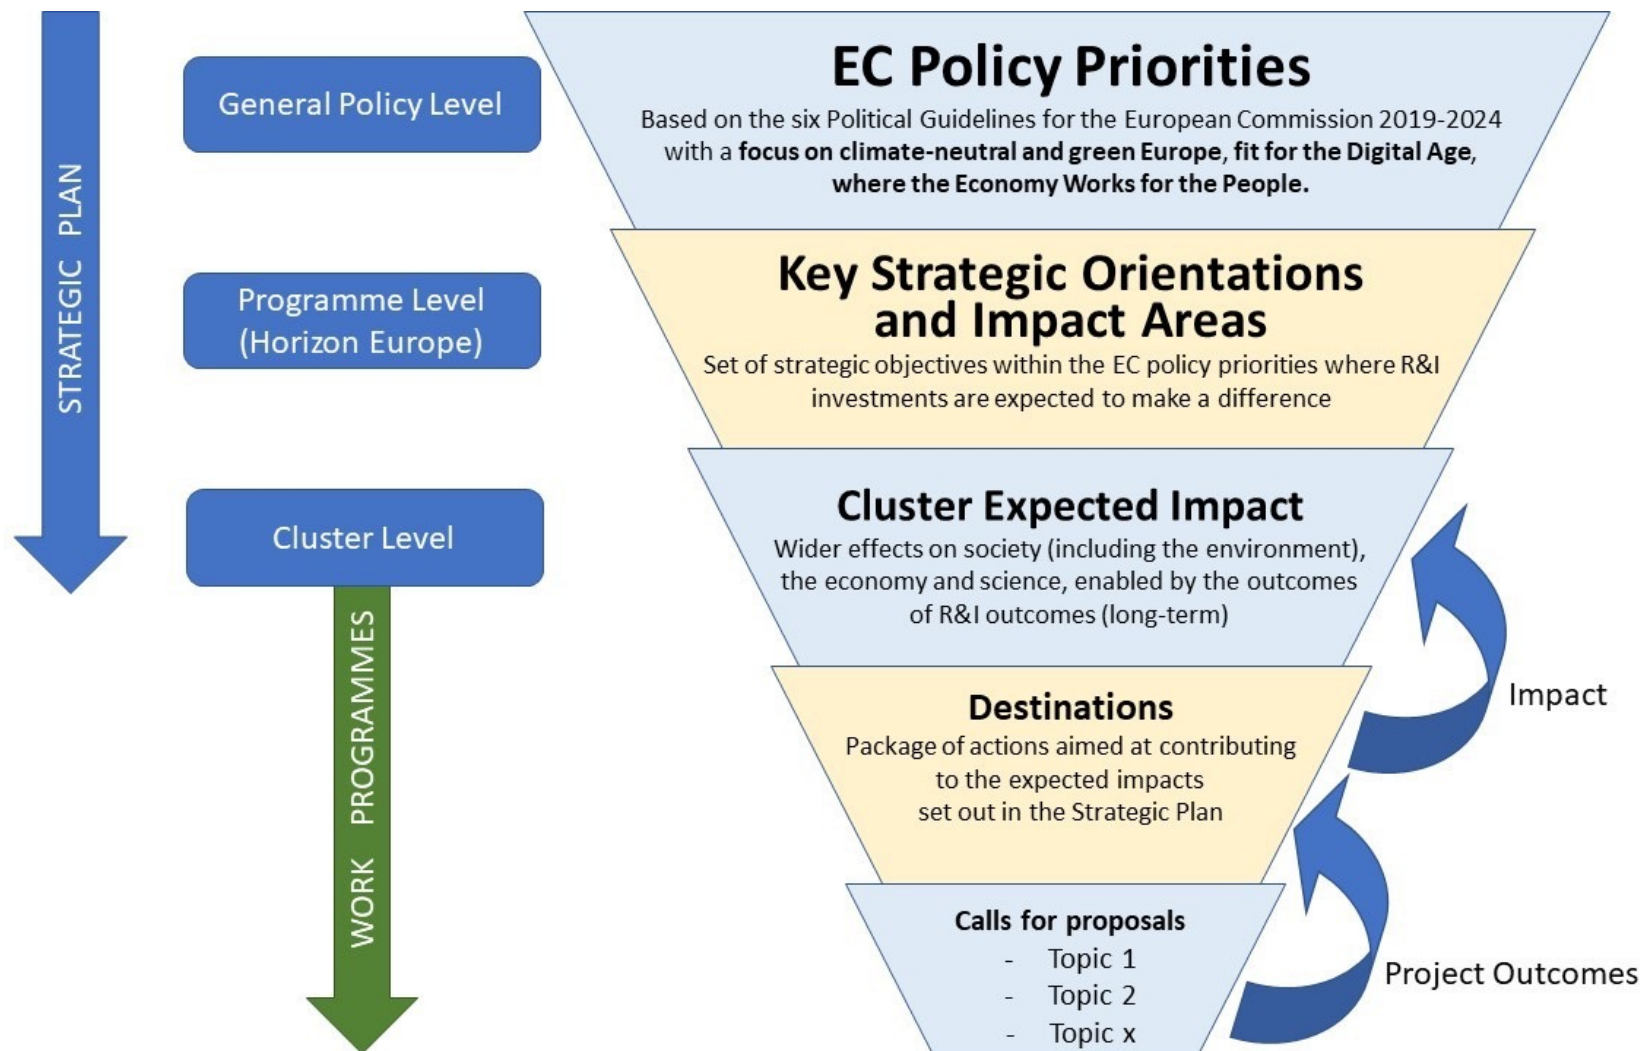 STRATEGIC PLAN
General Policy Level
EC Policy Priorities
Based on the six Political Guidelines for the European Commission 2019-2024
with a focus on climate-neutral and green Europe, fit for the Digital Age,
where the Economy Works for the People.
Programme Level
(Horizon Europe)
Key Strategic Orientations
and Impact Areas
Set of strategic objectives within the EC policy priorities where R&I
investments are expected to make a difference
Cluster Level
Cluster Expected Impact
Wider effects on society (including the environment),
the economy and science, enabled by the outcomes
of R&I outcomes (long-term)
WORK PROGRAMMES
Destinations
Package of actions aimed at contributing
to the expected impacts
set out in the Strategic Plan
Impact
Calls for proposals
- Topic 1
- Topic 2
- Topic x
Project Outcomes